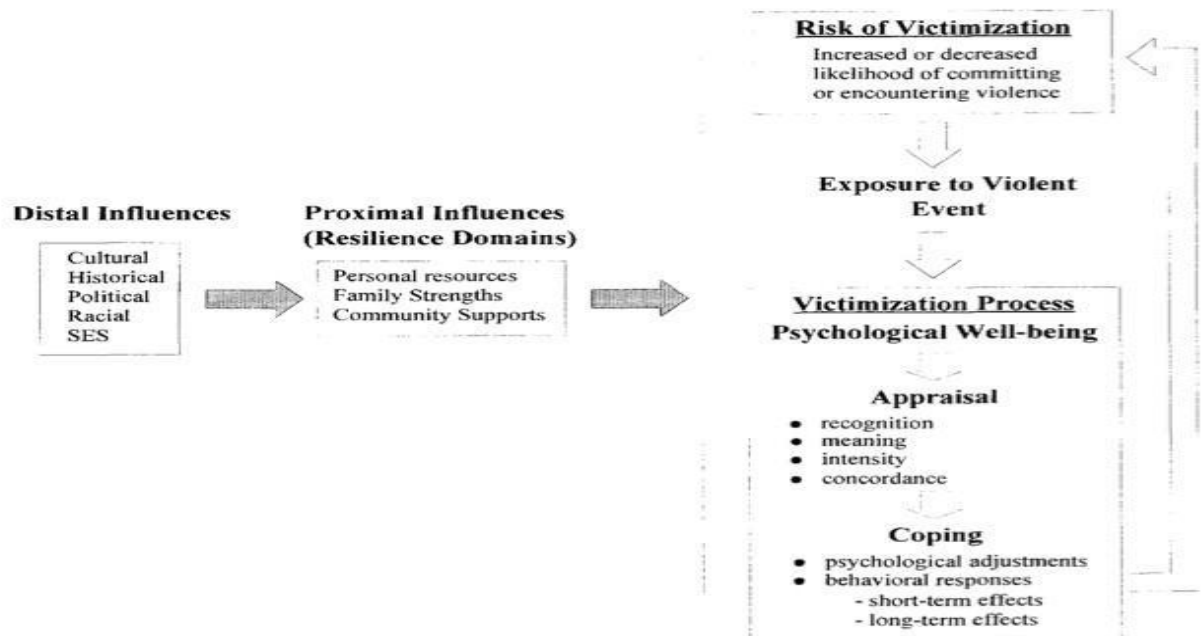 Risk of Victimization
Increased or decreased
likelihood of committing
or encountering violence
Exposure to Violent
Event
Distal Influences
Cultural
Historical
Political
Racial
SES
Proximal Influences
(Resilience Domains)
Personal resources
Family Strengths
Community Supports
Victimization Process
Psychological Well-being
Appraisal
● recognition
● meaning
● intensity
● concordance
Coping
● psychological adjustments
● behavioral responses
- short-term effects
- long-term effects